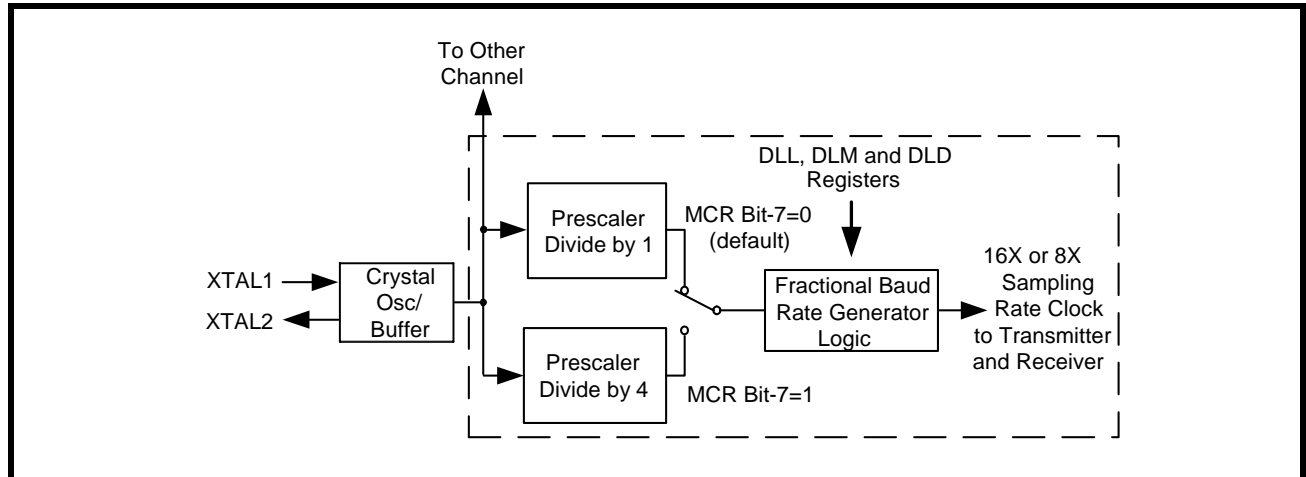 To Other
Channel
DLL, DLM and DLD
Registers
Prescaler
Divide by 1
MCR Bit-7=0
(default)
16X or 8X
Sampling
Rate Clock
to Transmitter
and Receiver
XTAL1
XTAL2
Crystal
Osc/
Buffer
Fractional Baud
Rate Generator
Logic
Prescaler
Divide by 4
MCR Bit-7=1